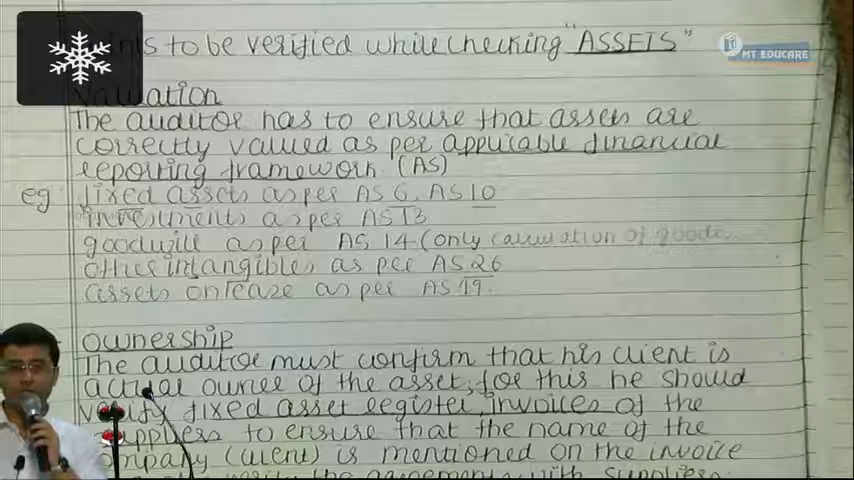 to be verified while checking "ASSETS"
MT EDUCARE
Valuation
The auditor has to ensure that assets are
correctly valued as per applicable financial
reporting framework (AS)
eg fixed assets as per AS 6, AS 10
investments as per AS 13
goodwill as per AS 14 (only calculation of
other intangibles as per AS 26
assets on lease as per AS 19.
Ownership
The auditor must confirm that his client is
actual owner of the asset, for this he should
verify fixed asset register, invoices of the
suppliers to ensure that the name of the
company (client) is mentioned on the invoice
verify the agreements with suppliers.